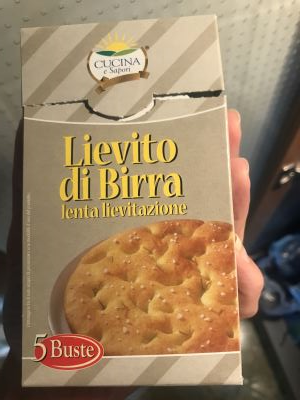 CUCINA
e Sapori
Lievito
di Birra
lenta lievitazione
5 Buste